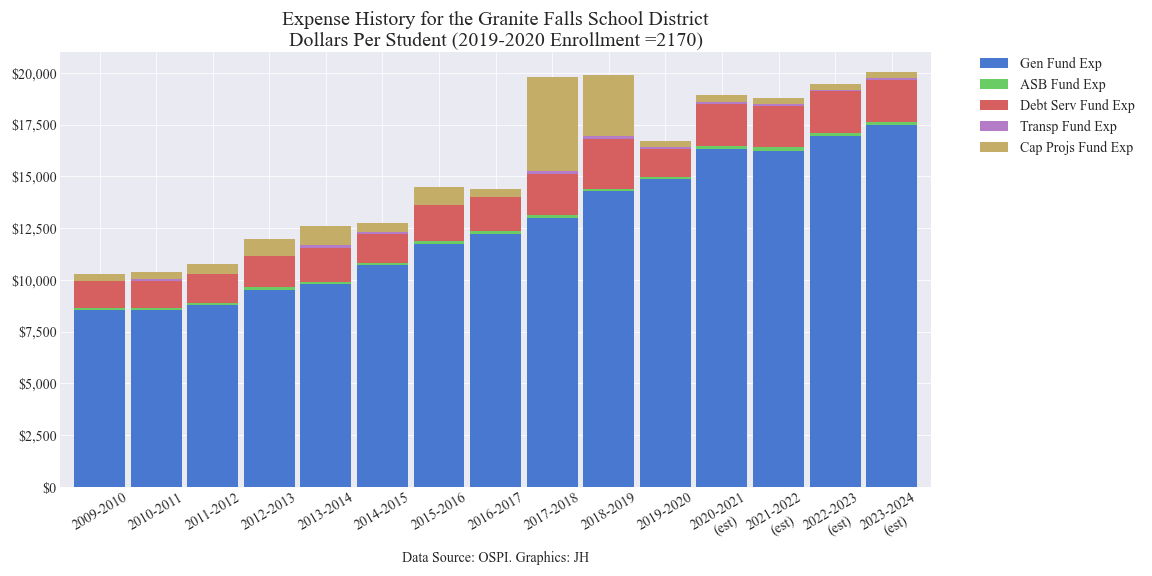 Expense History for the Granite Falls School District
Dollars Per Student (2019-2020 Enrollment =2170)
$20,000
$17,500
$15,000
$12,500
$10,000
$7,500
$5,000
$2,500
$0
2009-2010
2010-2011
2011-2012
2012-2013
2013-2014
2014-2015
2015-2016
2016-2017
2017-2018
2018-2019
2019-2020
2020-2021
(est)
2021-2022
(est)
2022-2023
(est)
2023-2024
(est)
Data Source: OSPI. Graphics: JH
Gen Fund Exp
ASB Fund Exp
Debt Serv Fund Exp
Transp Fund Exp
Cap Projs Fund Exp